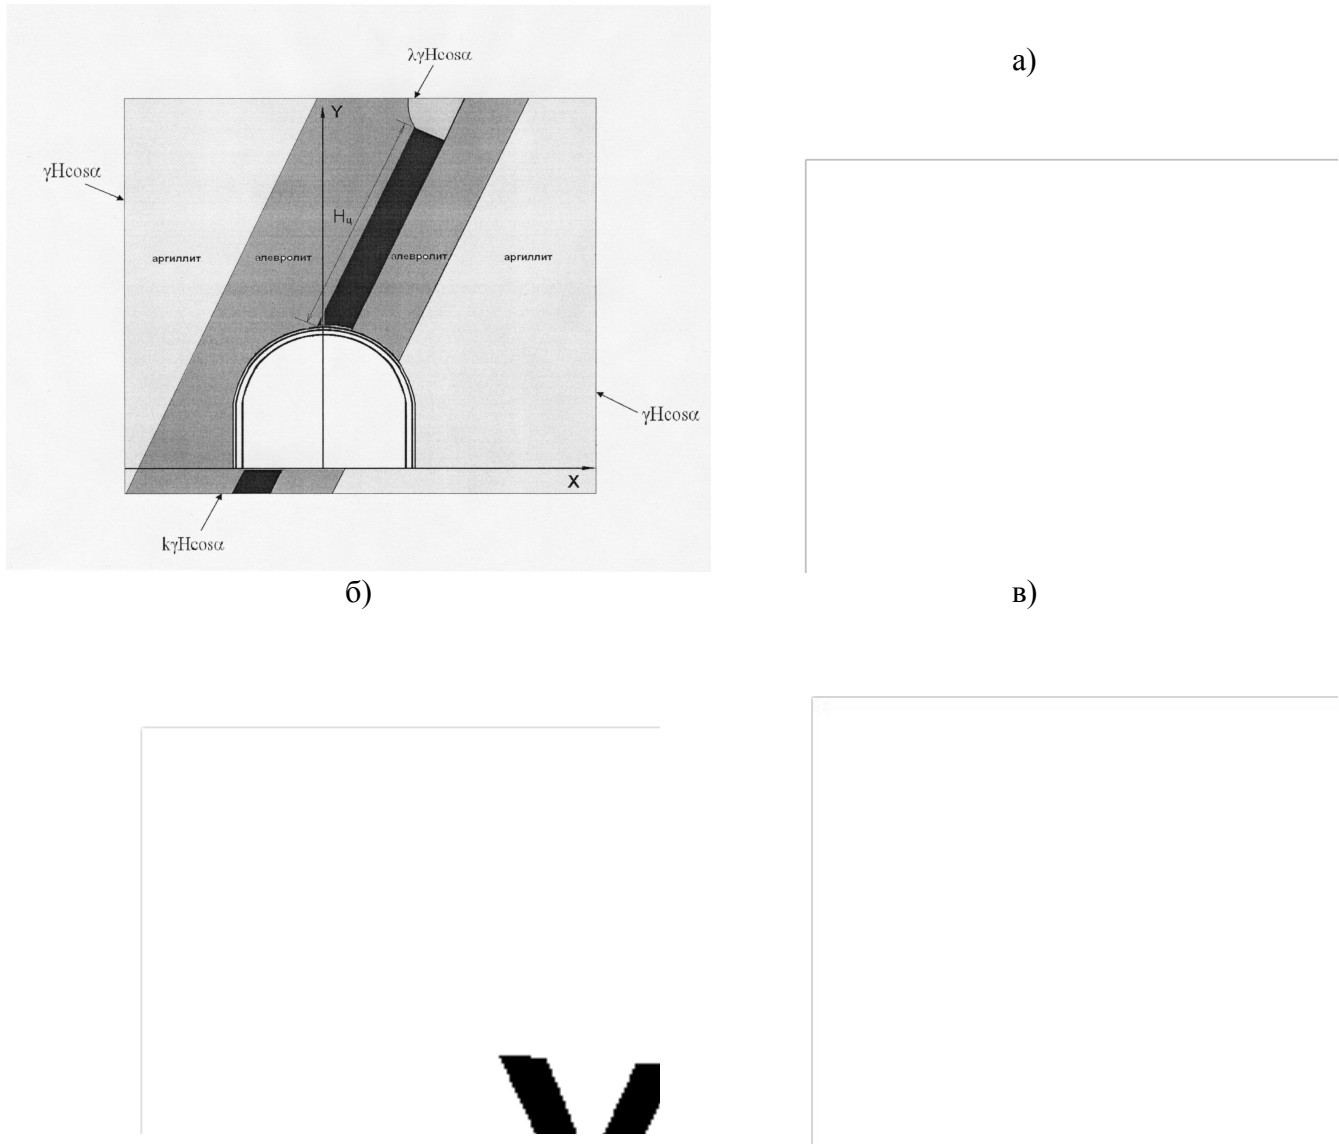 λγHcosα
а)
Y
γHcosα
Hц
аргиллит алевролит алевролит аргиллит
γHcosα
X
kγHcosα
б) в)